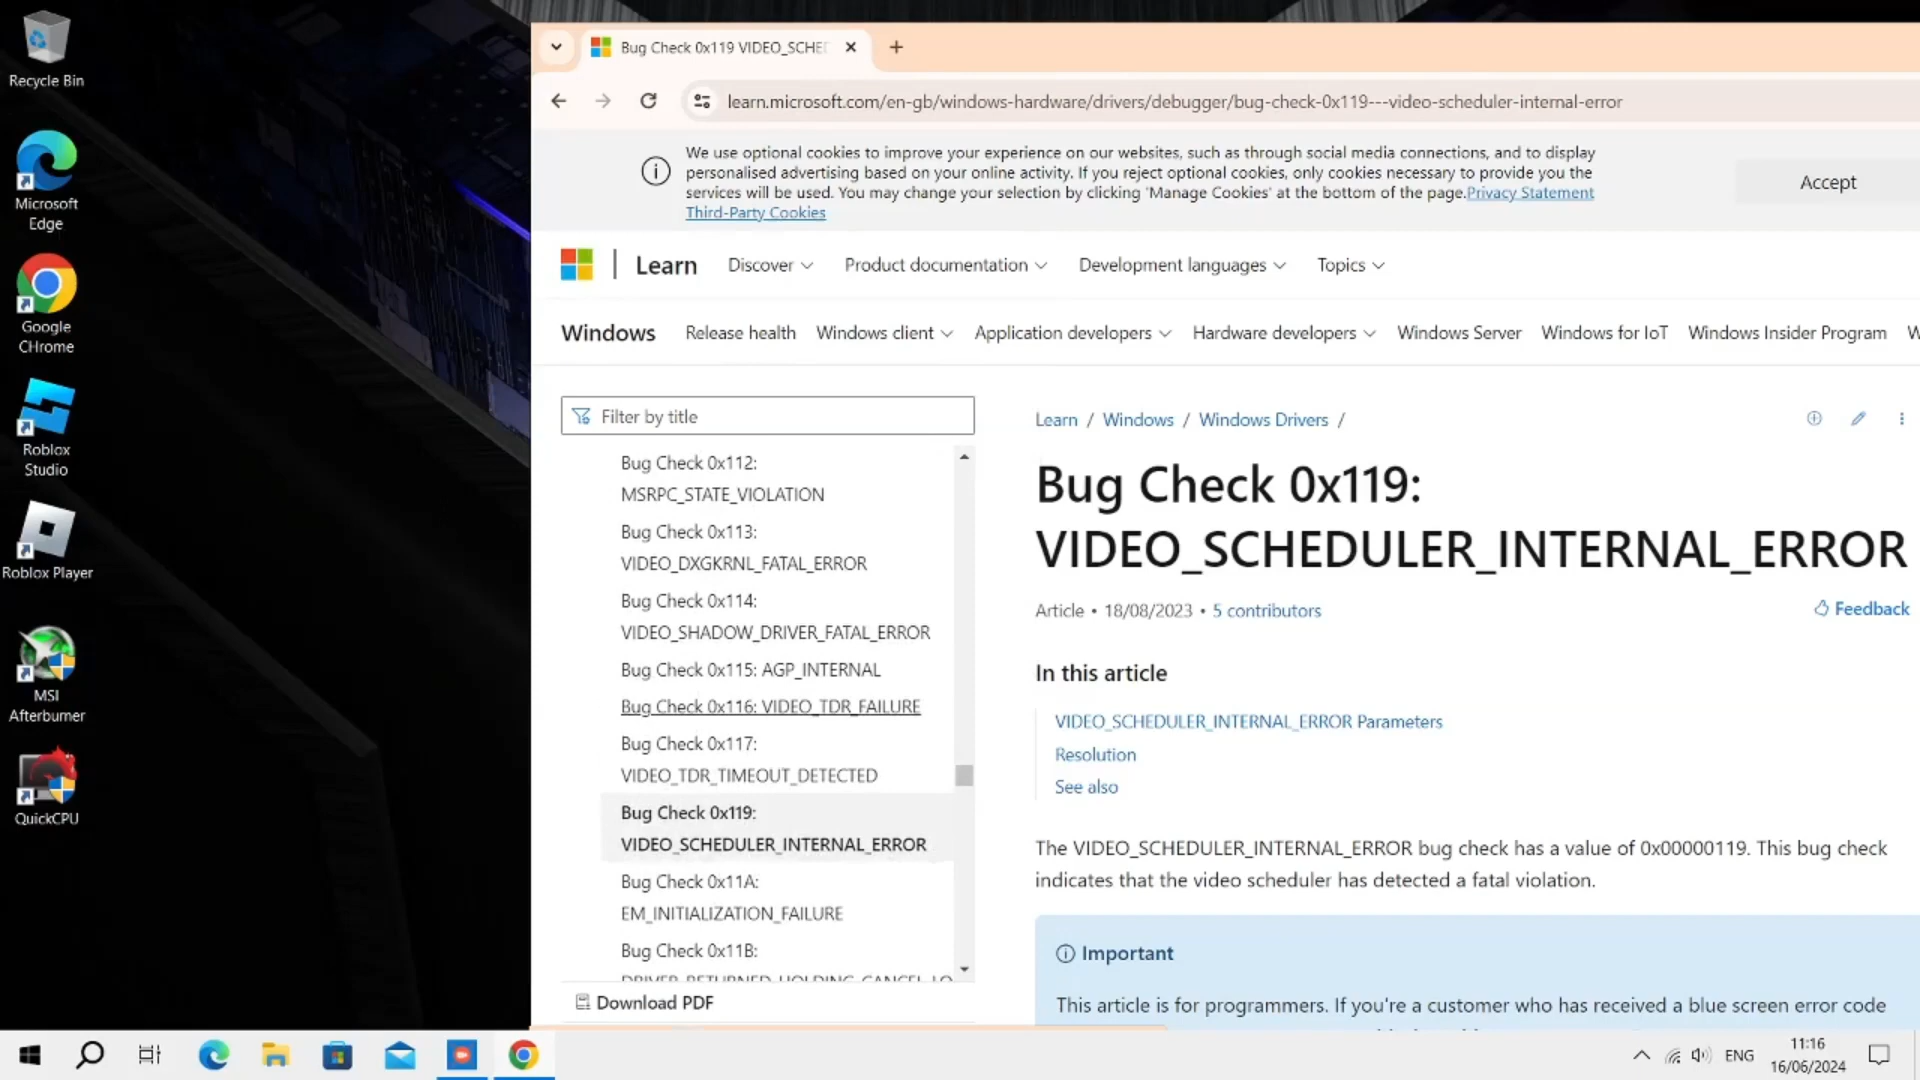 Recycle Bin
Microsoft
Edge
Google
CHrome
Roblox
Studio
Roblox Player
MSI
Afterburner
QuickCPU
Bug Check 0x119 VIDEO_SCHE
learn.microsoft.com/en-gb/windows-hardware/drivers/debugger/bug-check-0x119---video-scheduler-internal-error
We use optional cookies to improve your experience on our websites, such as through social media connections, and to display
personalised advertising based on your online activity. If you reject optional cookies, only cookies necessary to provide you the
services will be used. You may change your selection by clicking 'Manage Cookies' at the bottom of the page.Privacy Statement
Third-Party Cookies
Accept
Learn Discover Product documentation Development languages Topics
Windows Release health Windows client Application developers Hardware developers Windows Server Windows for IoT Windows Insider Program W
Filter by title
Bug Check 0x112:
MSRPC_STATE_VIOLATION
Bug Check 0x113:
VIDEO_DXGKRNL_FATAL_ERROR
Bug Check 0x114:
VIDEO_SHADOW_DRIVER_FATAL_ERROR
Bug Check 0x115: AGP_INTERNAL
Bug Check 0x116: VIDEO_TDR_FAILURE
Bug Check 0x117:
VIDEO_TDR_TIMEOUT_DETECTED
Bug Check 0x119:
VIDEO_SCHEDULER_INTERNAL_ERROR
Bug Check 0x11A:
EM_INITIALIZATION_FAILURE
Bug Check 0x11B:
DRIVER_RETURNED_HOLDING_CANCEL_LO
Download PDF
Learn / Windows / Windows Drivers /
Bug Check 0x119:
VIDEO_SCHEDULER_INTERNAL_ERROR
Article • 18/08/2023 • 5 contributors
Feedback
In this article
VIDEO_SCHEDULER_INTERNAL_ERROR Parameters
Resolution
See also
The VIDEO_SCHEDULER_INTERNAL_ERROR bug check has a value of 0x00000119. This bug check
indicates that the video scheduler has detected a fatal violation.
Important
This article is for programmers. If you're a customer who has received a blue screen error code
ENG
11:16
16/06/2024